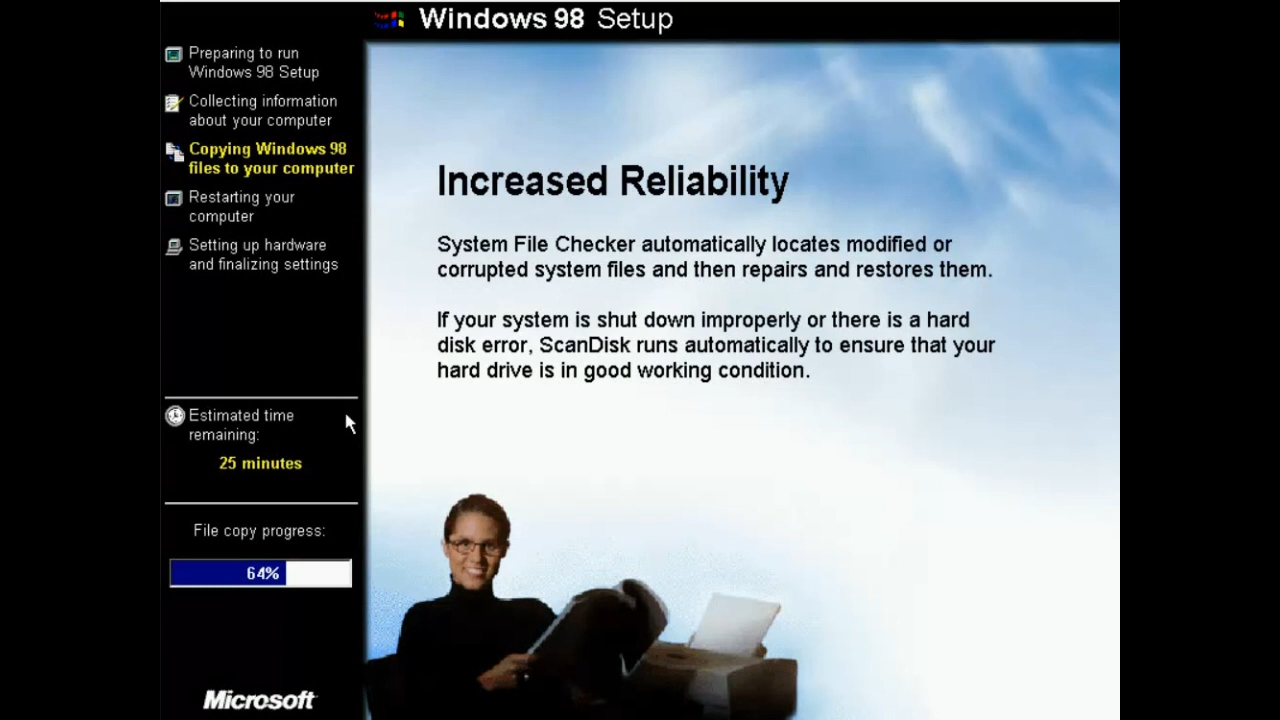 Windows 98 Setup
Preparing to run
Windows 98 Setup
Collecting information
about your computer
Copying Windows 98
files to your computer
Restarting your
computer
Setting up hardware
and finalizing settings
Estimated time
remaining:
25 minutes
File copy progress:
64%
Microsoft
Increased Reliability
System File Checker automatically locates modified or
corrupted system files and then repairs and restores them.
If your system is shut down improperly or there is a hard
disk error, ScanDisk runs automatically to ensure that your
hard drive is in good working condition.